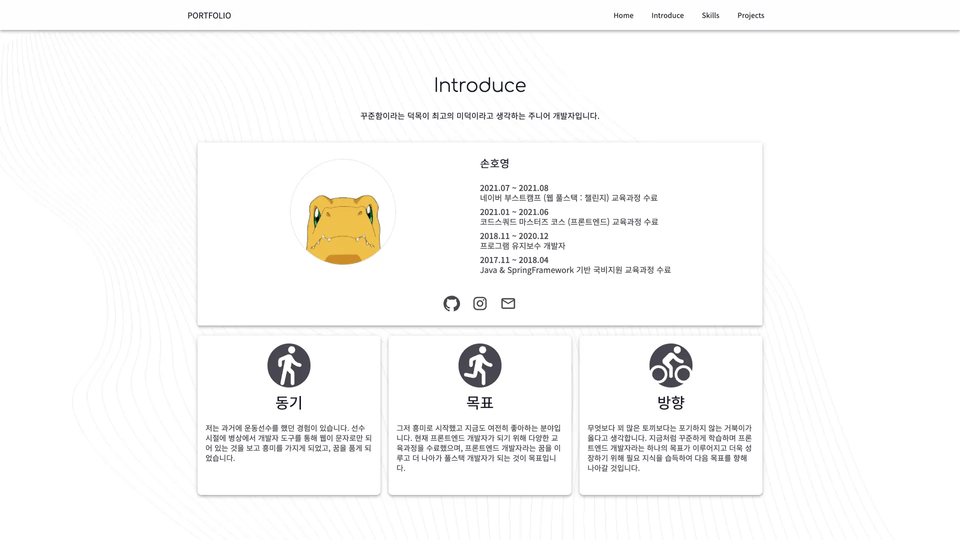 PORTFOLIO
Home
Introduce
Skills
Projects
Introduce
꾸준함이라는 덕목이 최고의 미덕이라고 생각하는 주니어 개발자입니다.
손호영
2021.07 ~ 2021.08
네이버 부스트캠프 (웹 풀스택 : 챌린지) 교육과정 수료
2021.01 ~ 2021.06
코드스쿼드 마스터즈 코스 (프론트엔드) 교육과정 수료
2018.11 ~ 2020.12
프로그램 유지보수 개발자
2017.11 ~ 2018.04
Java & SpringFramework 기반 국비지원 교육과정 수료
동기
저는 과거에 운동선수를 했던 경험이 있습니다. 선수
시절에 병상에서 개발자 도구를 통해 웹이 문자로만 되
어 있는 것을 보고 흥미를 가지게 되었고, 꿈을 품게 되
었습니다.
목표
그저 흥미로 시작했고 지금도 여전히 좋아하는 분야입
니다. 현재 프론트엔드 개발자가 되기 위해 다양한 교
육과정을 수료했으며, 프론트엔드 개발자라는 꿈을 이
루고 더 나아가 풀스택 개발자가 되는 것이 목표입니
다.
방향
무엇보다 꾀 많은 토끼보다는 포기하지 않는 거북이가
옳다고 생각합니다. 지금처럼 꾸준하게 학습하며 프론
트엔드 개발자라는 하나의 목표가 이루어지고 더욱 성
장하기 위해 필요 지식을 습득하여 다음 목표를 향해
나아갈 것입니다.